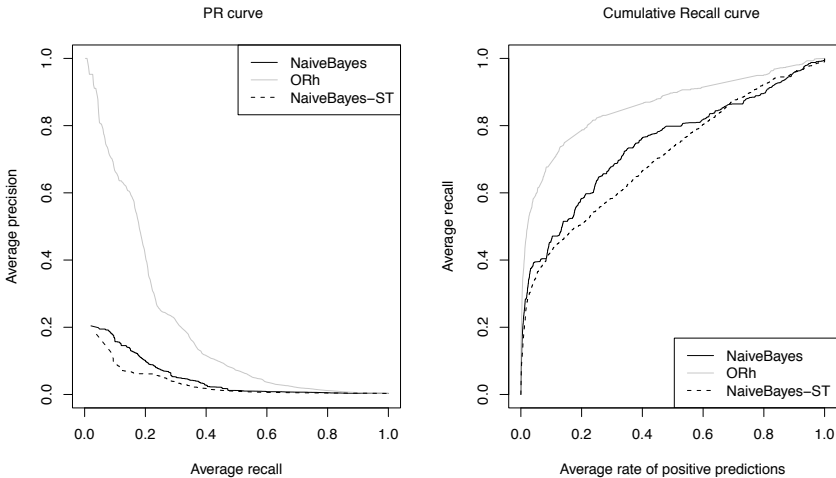 PR curve
NaiveBayes
ORh
NaiveBayes-ST
Average precision
0.0 0.2 0.4 0.6 0.8 1.0
0.0 0.2 0.4 0.6 0.8 1.0
Average recall
Cumulative Recall curve
Average recall
0.0 0.2 0.4 0.6 0.8 1.0
NaiveBayes
ORh
NaiveBayes-ST
0.0 0.2 0.4 0.6 0.8 1.0
Average rate of positive predictions